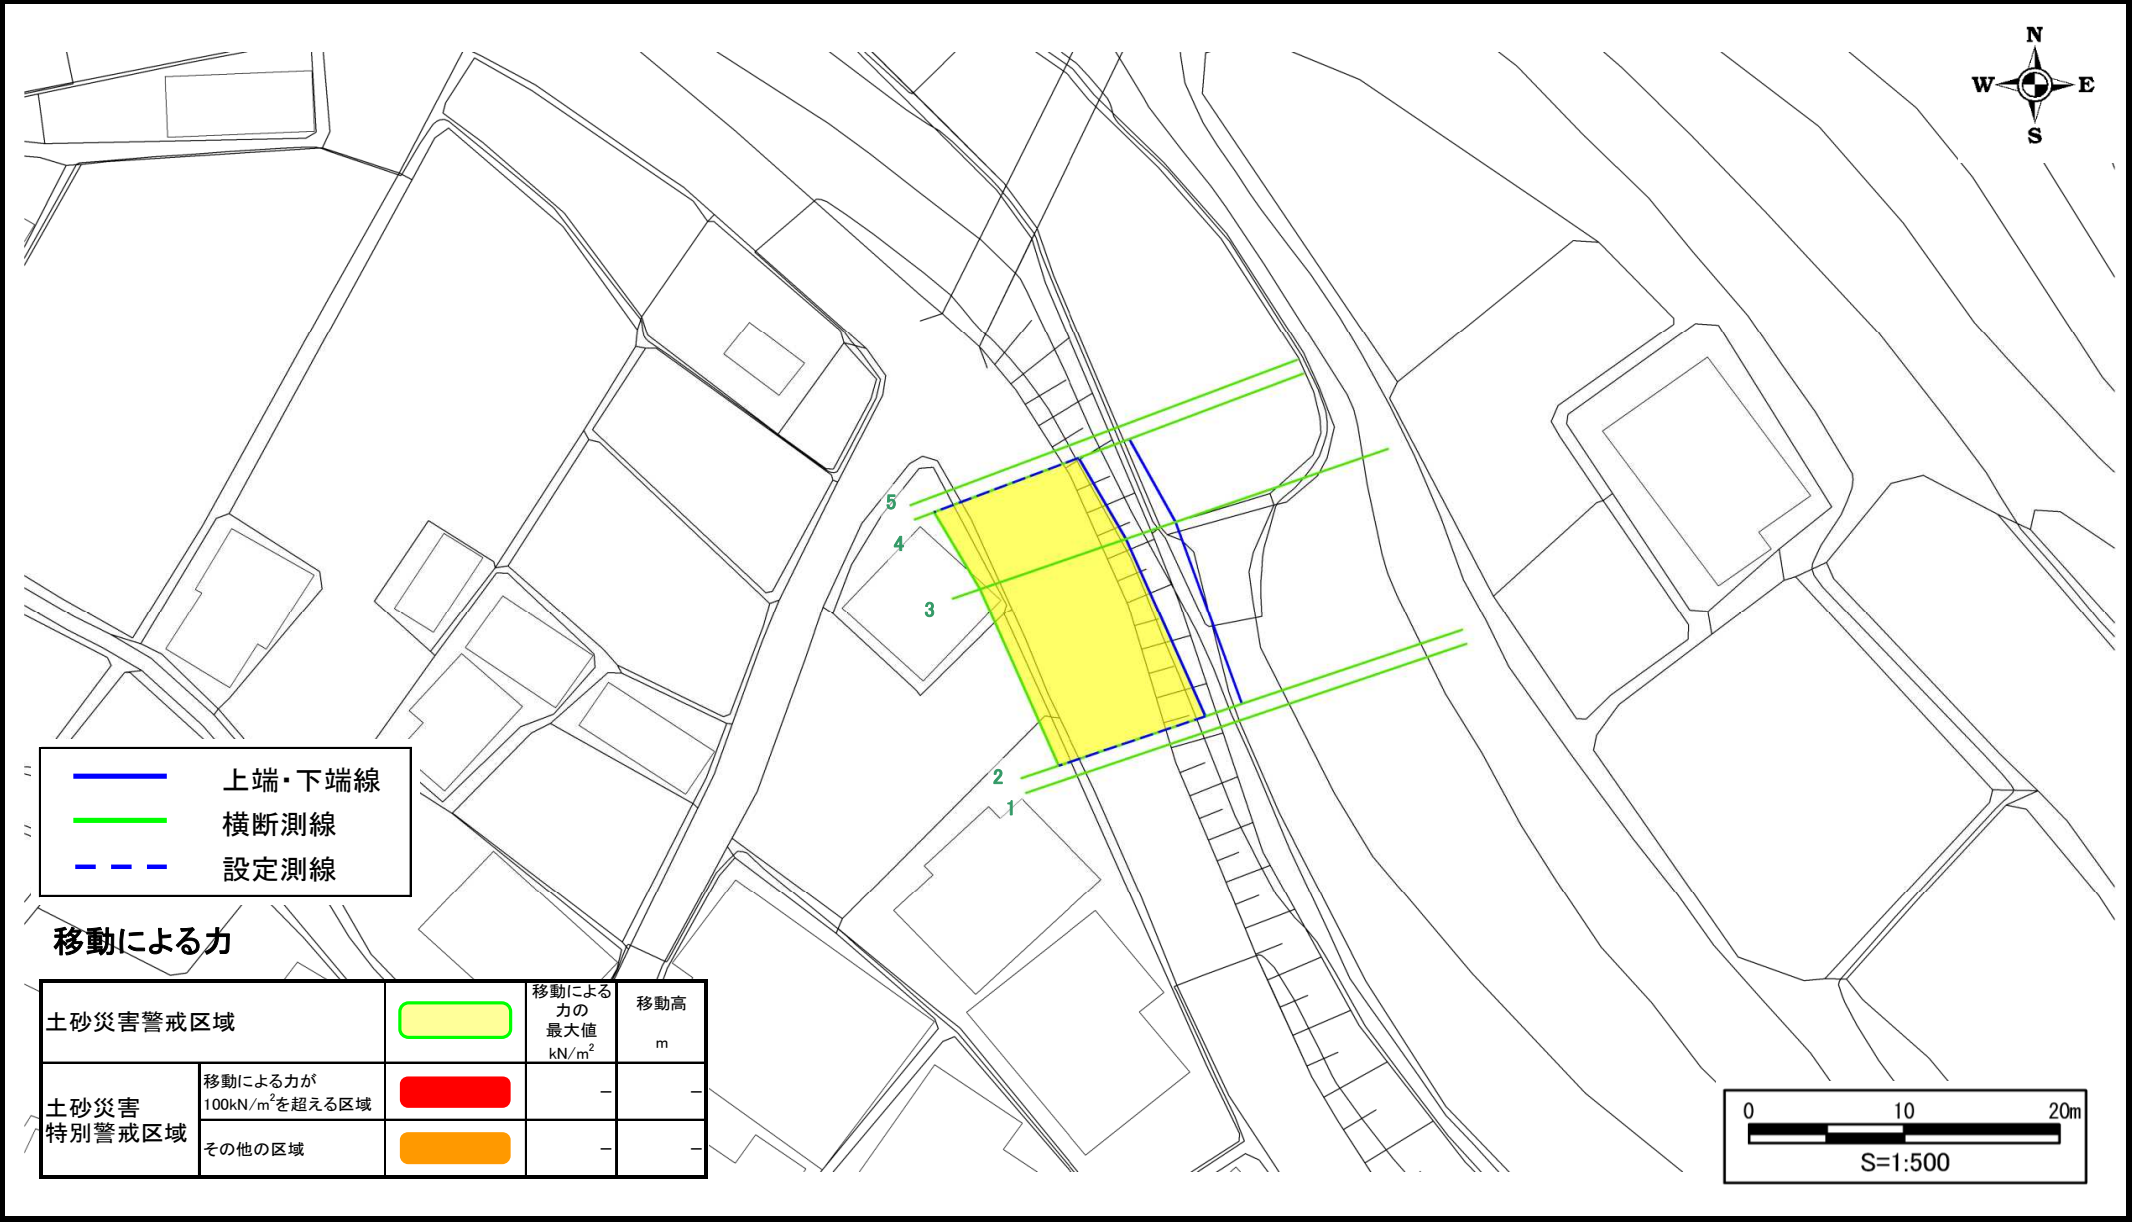 N
W E
S
5
4
3
2
1
上端・下端線
横断測線
設定測線
移動による力
土砂災害警戒区域
移動による
力の
最大値
kN/m²
移動高
m
土砂災害
特別警戒区域
移動による力が
100kN/m²を超える区域
－ －
その他の区域
－ －
0 10 20m
S=1:500